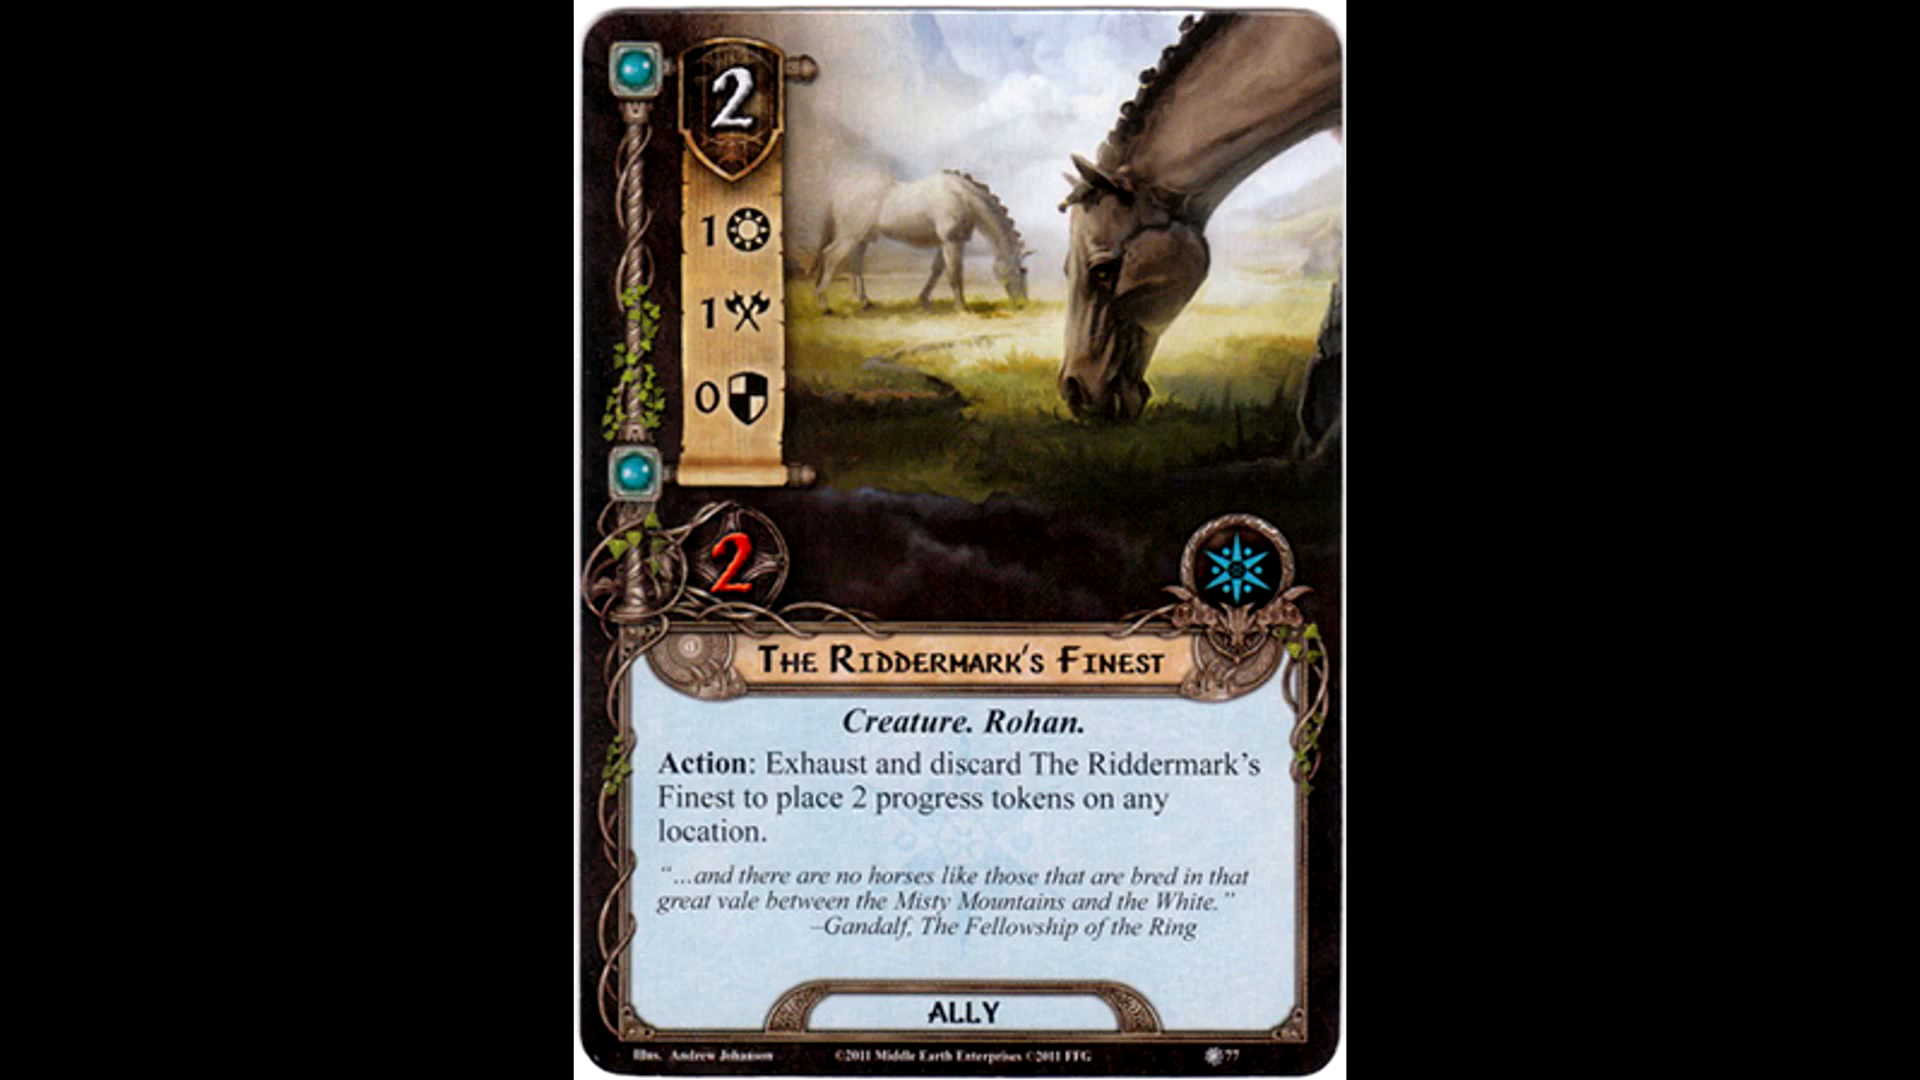 2
1
1
0
2
THE RIDDERMARK'S FINEST
Creature. Rohan.
Action: Exhaust and discard The Riddermark's
Finest to place 2 progress tokens on any
location.
"...and there are no horses like those that are bred in that
great vale between the Misty Mountains and the White."
–Gandalf, The Fellowship of the Ring
ALLY
Illus. Andrew Johanson ©2011 Middle Earth Enterprises ©2011 FFG 77